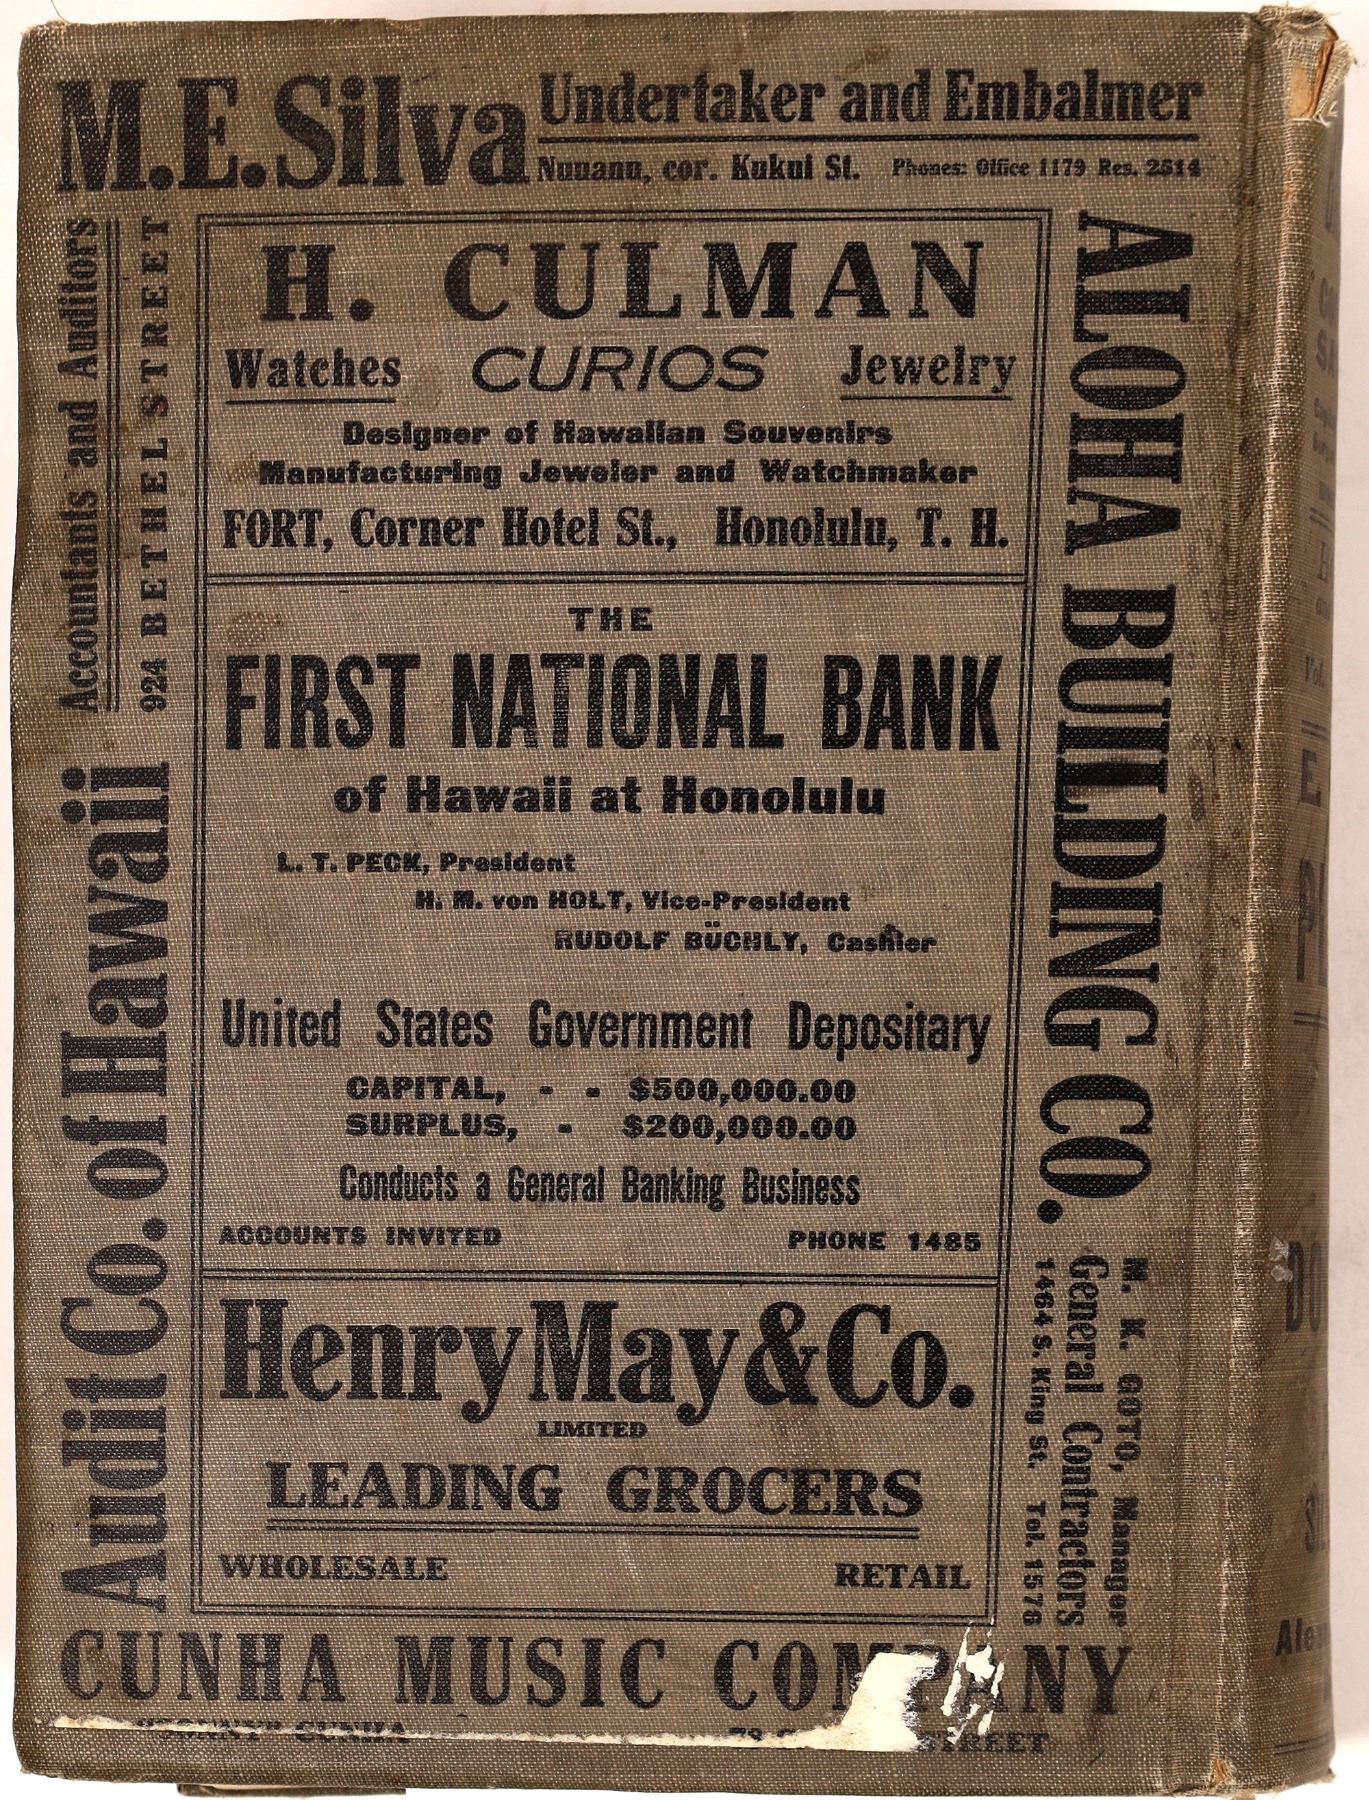 M.E. Silva
Undertaker and Embalmer
Nuuanu, cor. Kukui St. Phones: Office 1179 Res. 2514
Accountants and Auditors
924 BETHEL STREET
Audit Co. of Hawaii
H. CULMAN
Watches CURIOS Jewelry
Designer of Hawaiian Souvenirs
Manufacturing Jeweler and Watchmaker
FORT, Corner Hotel St., Honolulu, T. H.
THE
FIRST NATIONAL BANK
of Hawaii at Honolulu
L. T. PECK, President
H. M. von HOLT, Vice-President
RUDOLF BÜCHLY, Cashier
United States Government Depositary
CAPITAL, - - $500,000.00
SURPLUS, - $200,000.00
Conducts a General Banking Business
ACCOUNTS INVITED PHONE 1485
Henry May & Co.
LIMITED
LEADING GROCERS
WHOLESALE RETAIL
ALOHA BUILDING CO.
M. K. GOTO, Manager
General Contractors
1464 S. King St. Tel. 1576
CUNHA MUSIC COMPANY
"SONNY" CUNHA 78 STREET
Vol.